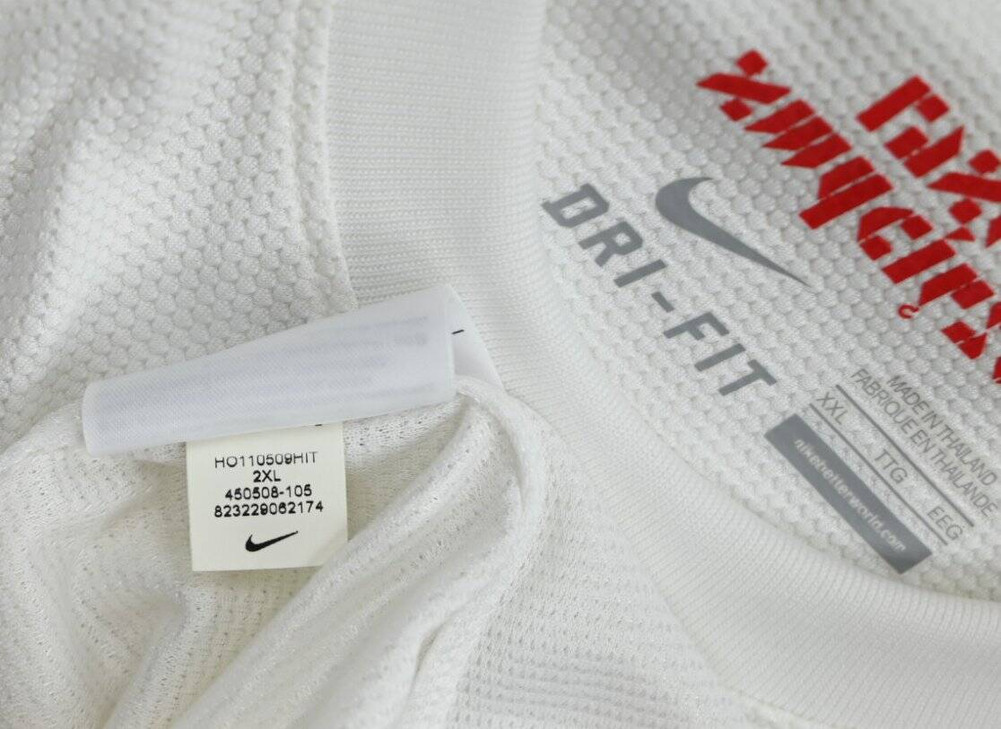 HO110509HIT
2XL
450508-105
823229062174
DRI-FIT
MADE IN THAILAND
FABRIQUE EN THAILANDE
XXL TTG EEG
nikebetterworld.com